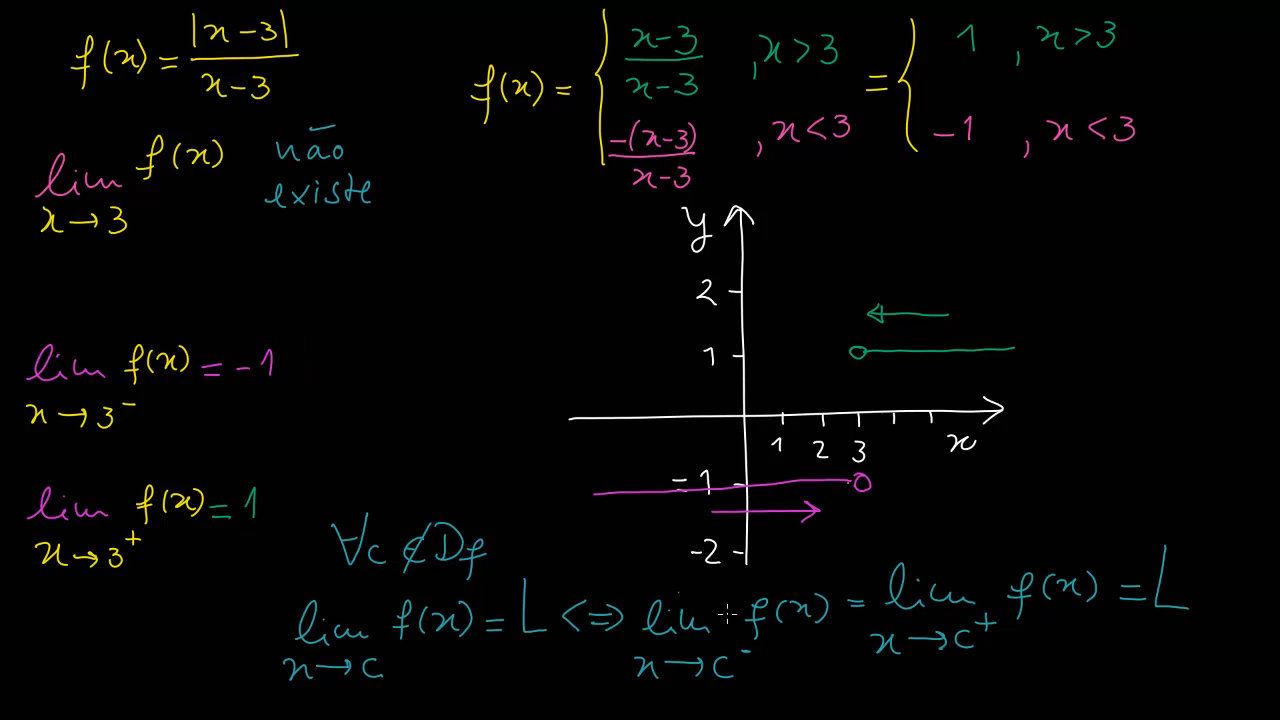 f(x) = |x-3| / x-3
f(x) = { x-3 / x-3 , x>3 = { 1 , x>3
-(x-3) / x-3 , x<3 -1 , x<3
lim x→3 f(x) não existe
y
2
1
1 2 3 x
-1
-2
lim x→3⁻ f(x) = -1
lim x→3⁺ f(x) = 1
∀c ∉ Df
lim x→c f(x) = L <=> lim x→c⁻ f(x) = lim x→c⁺ f(x) = L